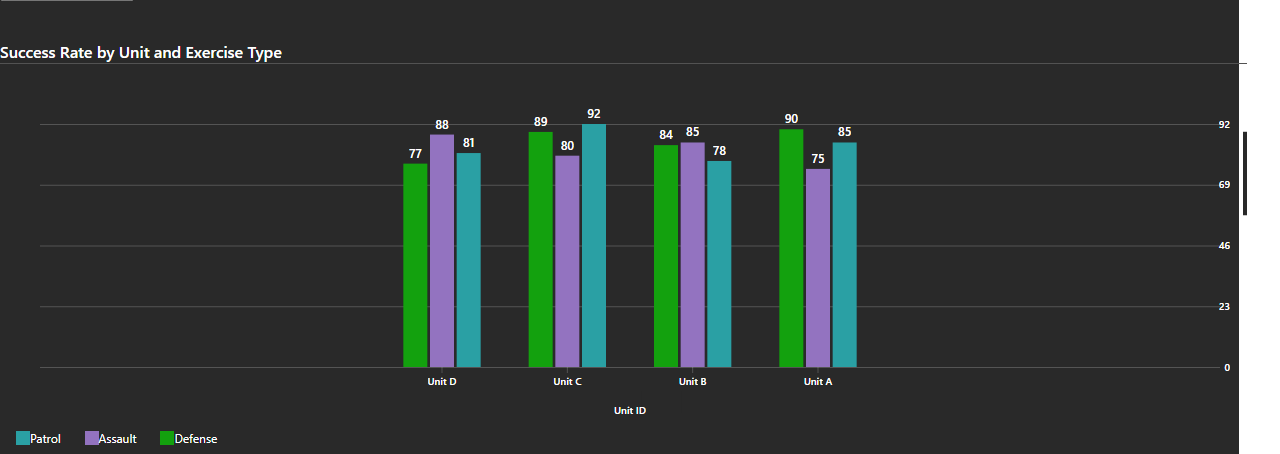 Success Rate by Unit and Exercise Type
92
89 90
88
84 85 85
81 80
77 78 75
92
69
46
23
0
Unit D Unit C Unit B Unit A
Unit ID
Patrol Assault Defense